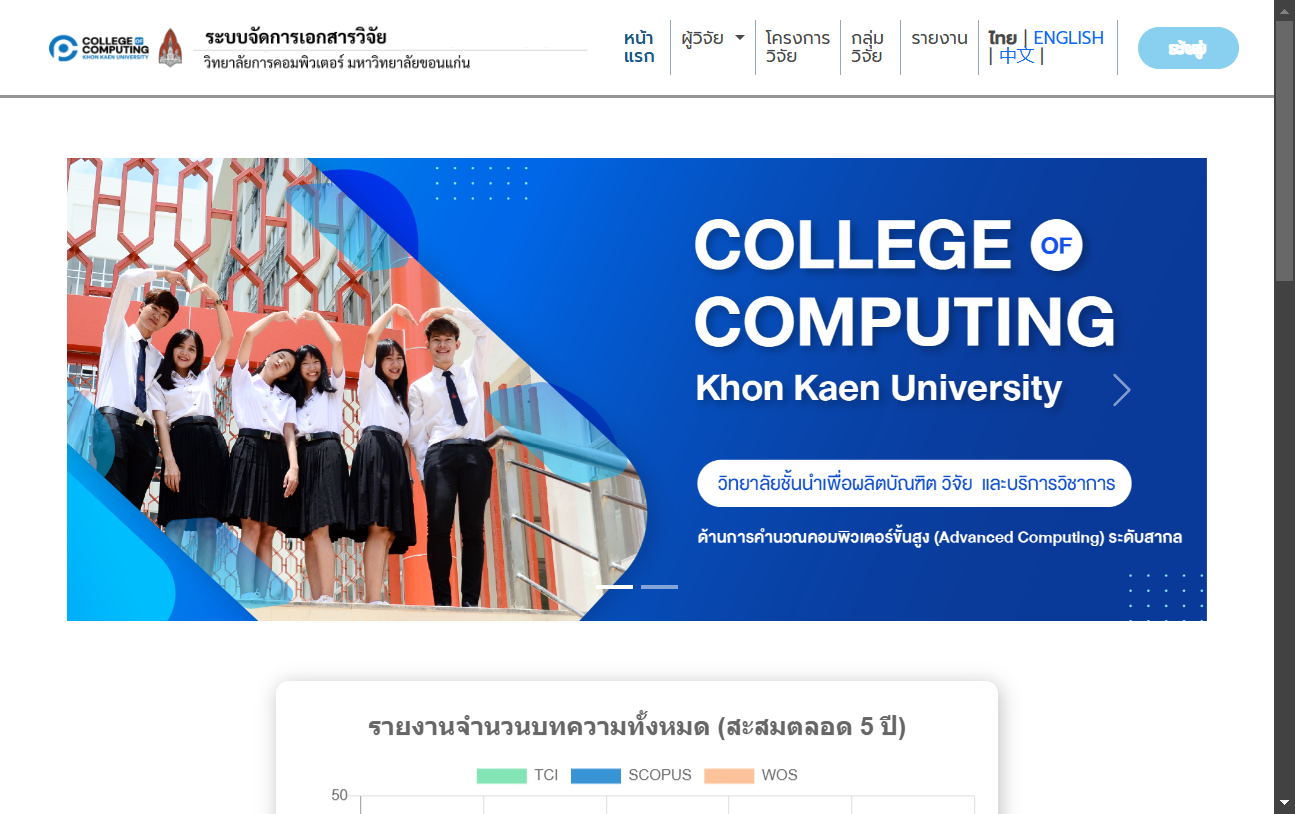 COLLEGE OF
COMPUTING
KHON KAEN UNIVERSITY
ระบบจัดการเอกสารวิจัย
วิทยาลัยการคอมพิวเตอร์ มหาวิทยาลัยขอนแก่น
หน้า
แรก
ผู้วิจัย
โครงการ
วิจัย
กลุ่ม
วิจัย
รายงาน
ไทย | ENGLISH
| 中文 |
COLLEGE OF
COMPUTING
Khon Kaen University
วิทยาลัยชั้นนำเพื่อผลิตบัณฑิต วิจัย และบริการวิชาการ
ด้านการคำนวณคอมพิวเตอร์ขั้นสูง (Advanced Computing) ระดับสากล
รายงานจำนวนบทความทั้งหมด (สะสมตลอด 5 ปี)
TCI SCOPUS WOS
50